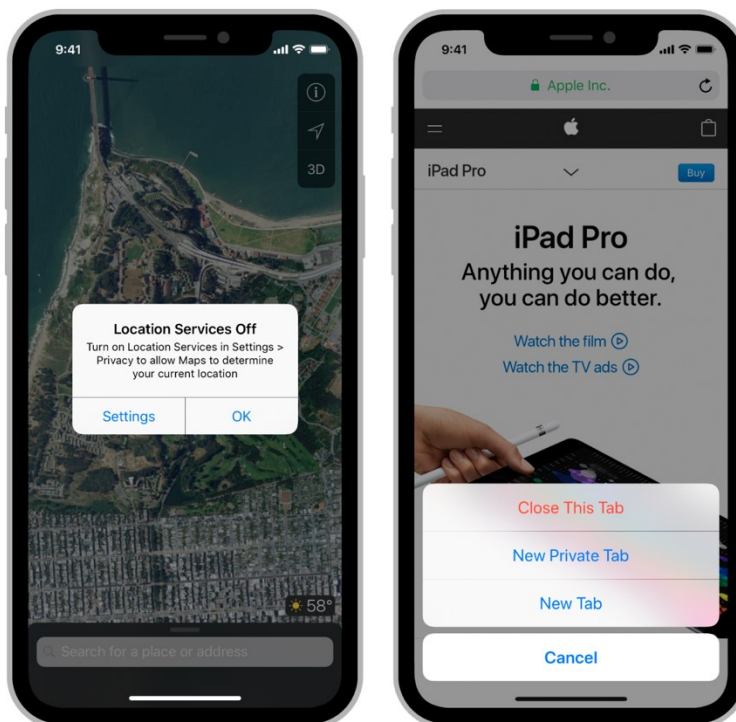 9:41
3D
Location Services Off
Turn on Location Services in Settings >
Privacy to allow Maps to determine
your current location
Settings OK
58°
Search for a place or address
9:41
Apple Inc.
iPad Pro Buy
iPad Pro
Anything you can do,
you can do better.
Watch the film
Watch the TV ads
Close This Tab
New Private Tab
New Tab
Cancel